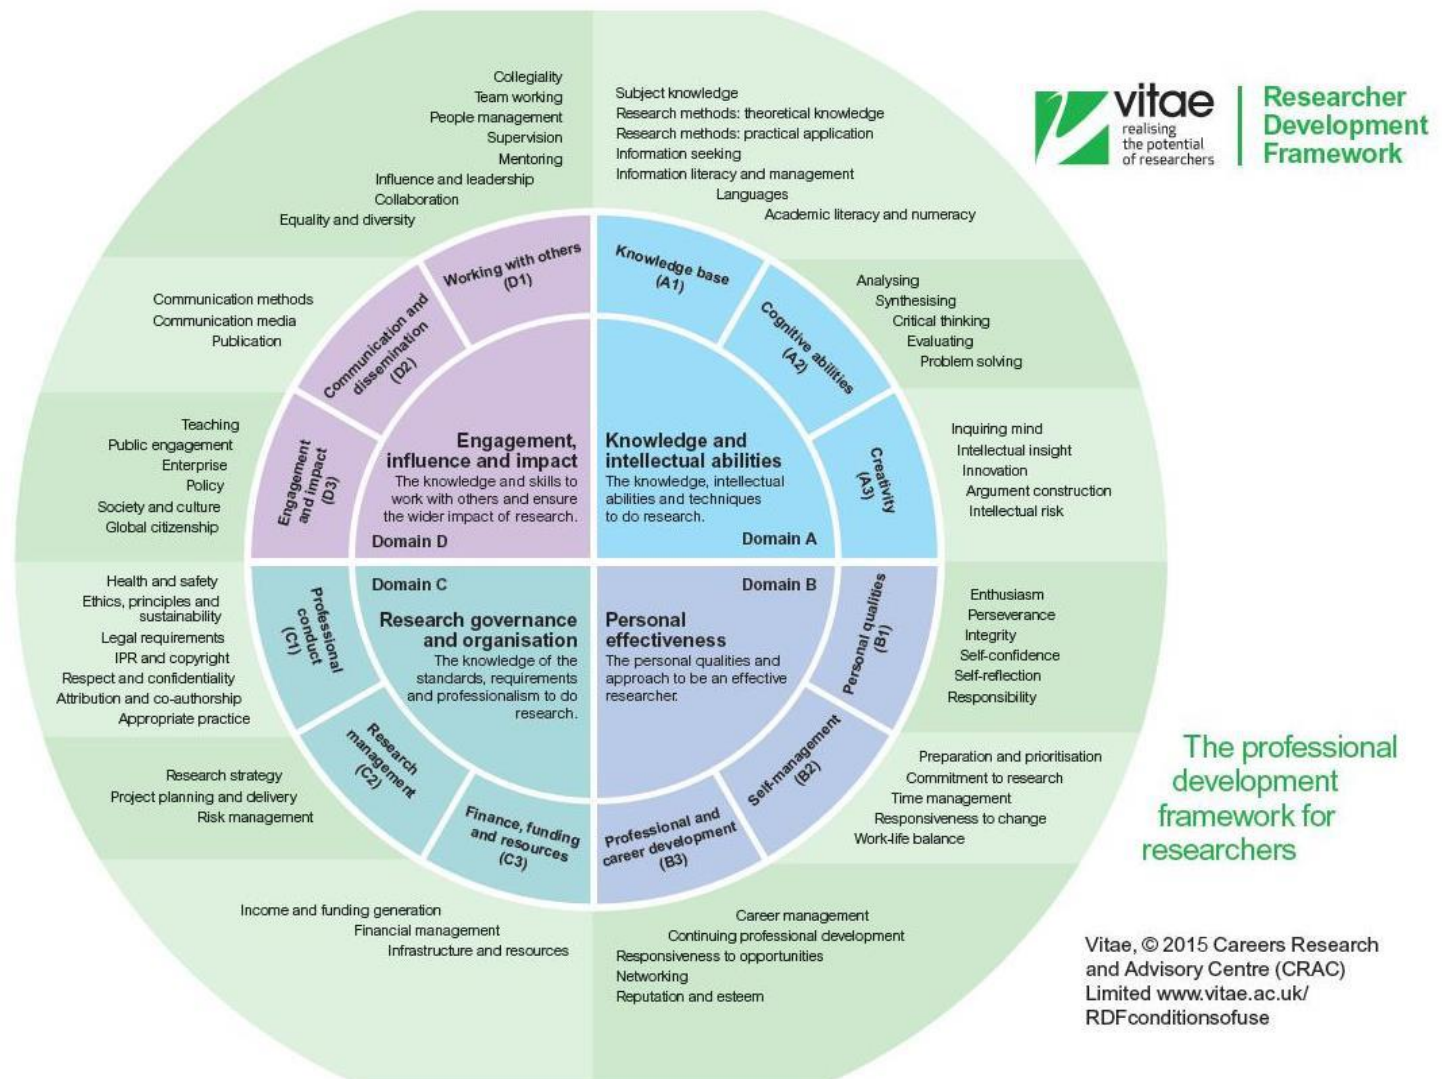 vitae
realising
the potential
of researchers
Researcher
Development
Framework
Collegiality
Team working
People management
Supervision
Mentoring
Influence and leadership
Collaboration
Equality and diversity
Subject knowledge
Research methods: theoretical knowledge
Research methods: practical application
Information seeking
Information literacy and management
Languages
Academic literacy and numeracy
Working with others
(D1)
Knowledge base
(A1)
Communication methods
Communication media
Publication
Communication and
dissemination
(D2)
Cognitive abilities
(A2)
Analysing
Synthesising
Critical thinking
Evaluating
Problem solving
Teaching
Public engagement
Enterprise
Policy
Society and culture
Global citizenship
Engagement
and impact
(D3)
Engagement,
influence and impact
The knowledge and skills to
work with others and ensure
the wider impact of research.
Domain D
Knowledge and
intellectual abilities
The knowledge, intellectual
abilities and techniques
to do research.
Domain A
Creativity
(A3)
Inquiring mind
Intellectual insight
Innovation
Argument construction
Intellectual risk
Health and safety
Ethics, principles and
sustainability
Legal requirements
IPR and copyright
Respect and confidentiality
Attribution and co-authorship
Appropriate practice
Professional
conduct
(C1)
Domain C
Research governance
and organisation
The knowledge of the
standards, requirements
and professionalism to do
research.
Domain B
Personal
effectiveness
The personal qualities and
approach to be an effective
researcher.
Personal qualities
(B1)
Enthusiasm
Perseverance
Integrity
Self-confidence
Self-reflection
Responsibility
Research strategy
Project planning and delivery
Risk management
Research
management
(C2)
Finance, funding
and resources
(C3)
Professional and
career development
(B3)
Self-management
(B2)
Preparation and prioritisation
Commitment to research
Time management
Responsiveness to change
Work-life balance
Income and funding generation
Financial management
Infrastructure and resources
Career management
Continuing professional development
Responsiveness to opportunities
Networking
Reputation and esteem
The professional
development
framework for
researchers
Vitae, © 2015 Careers Research
and Advisory Centre (CRAC)
Limited www.vitae.ac.uk/
RDFconditionsofuse